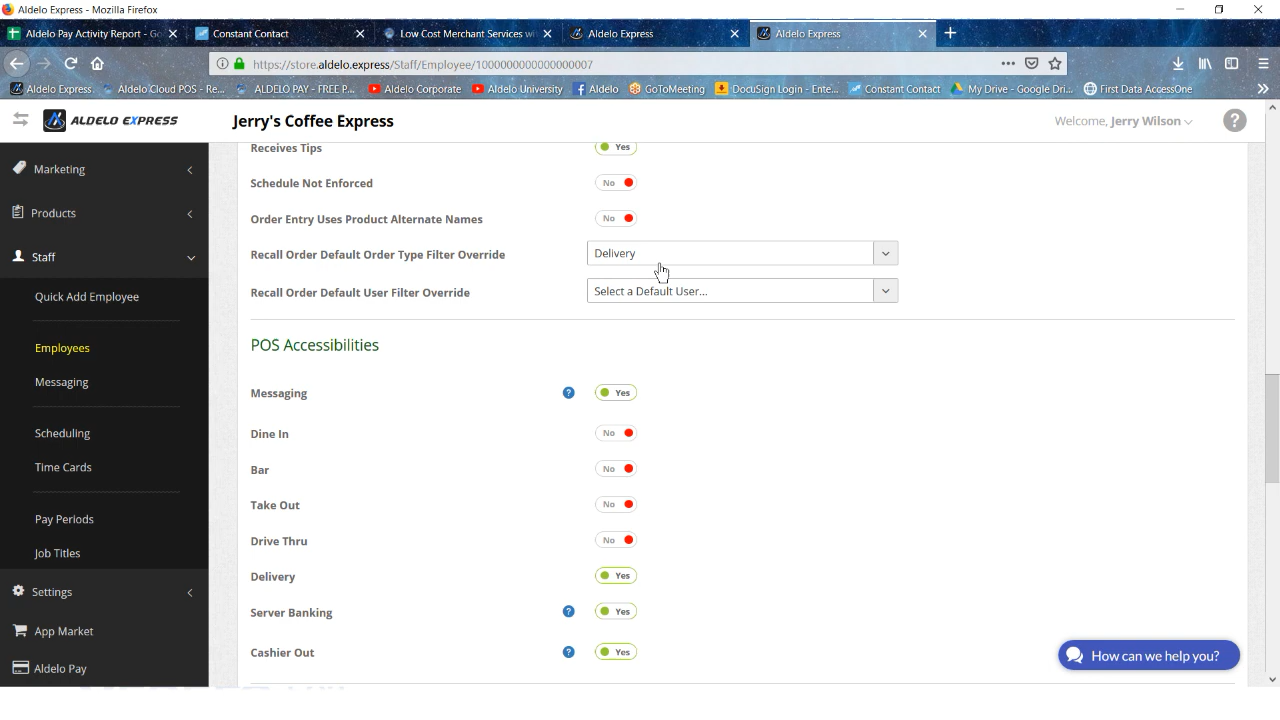 Aldelo Express - Mozilla Firefox
Aldelo Pay Activity Report - Go
Constant Contact
Low Cost Merchant Services wi
Aldelo Express
Aldelo Express
https://store.aldelo.express/Staff/Employee/1000000000000000007
Aldelo Express.
Aldelo Cloud POS - Re...
ALDELO PAY - FREE P...
Aldelo Corporate
Aldelo University
Aldelo
GoToMeeting
DocuSign Login - Ente...
Constant Contact
My Drive - Google Dri...
First Data AccessOne
ALDELO EXPRESS
Jerry's Coffee Express
Welcome, Jerry Wilson
?
Marketing
Products
Staff
Quick Add Employee
Employees
Messaging
Scheduling
Time Cards
Pay Periods
Job Titles
Settings
App Market
Aldelo Pay
Receives Tips Yes
Schedule Not Enforced No
Order Entry Uses Product Alternate Names No
Recall Order Default Order Type Filter Override Delivery
Recall Order Default User Filter Override Select a Default User...
POS Accessibilities
Messaging ? Yes
Dine In No
Bar No
Take Out No
Drive Thru No
Delivery Yes
Server Banking ? Yes
Cashier Out ? Yes
How can we help you?